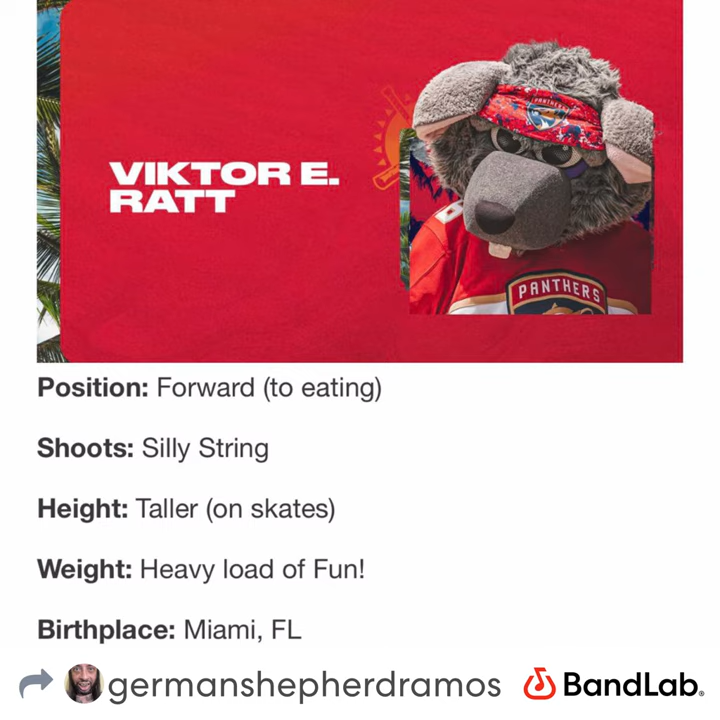 VIKTOR E.
RATT
PANTHERS
PANTHERS
Position: Forward (to eating)
Shoots: Silly String
Height: Taller (on skates)
Weight: Heavy load of Fun!
Birthplace: Miami, FL
germanshepherdramos BandLab®